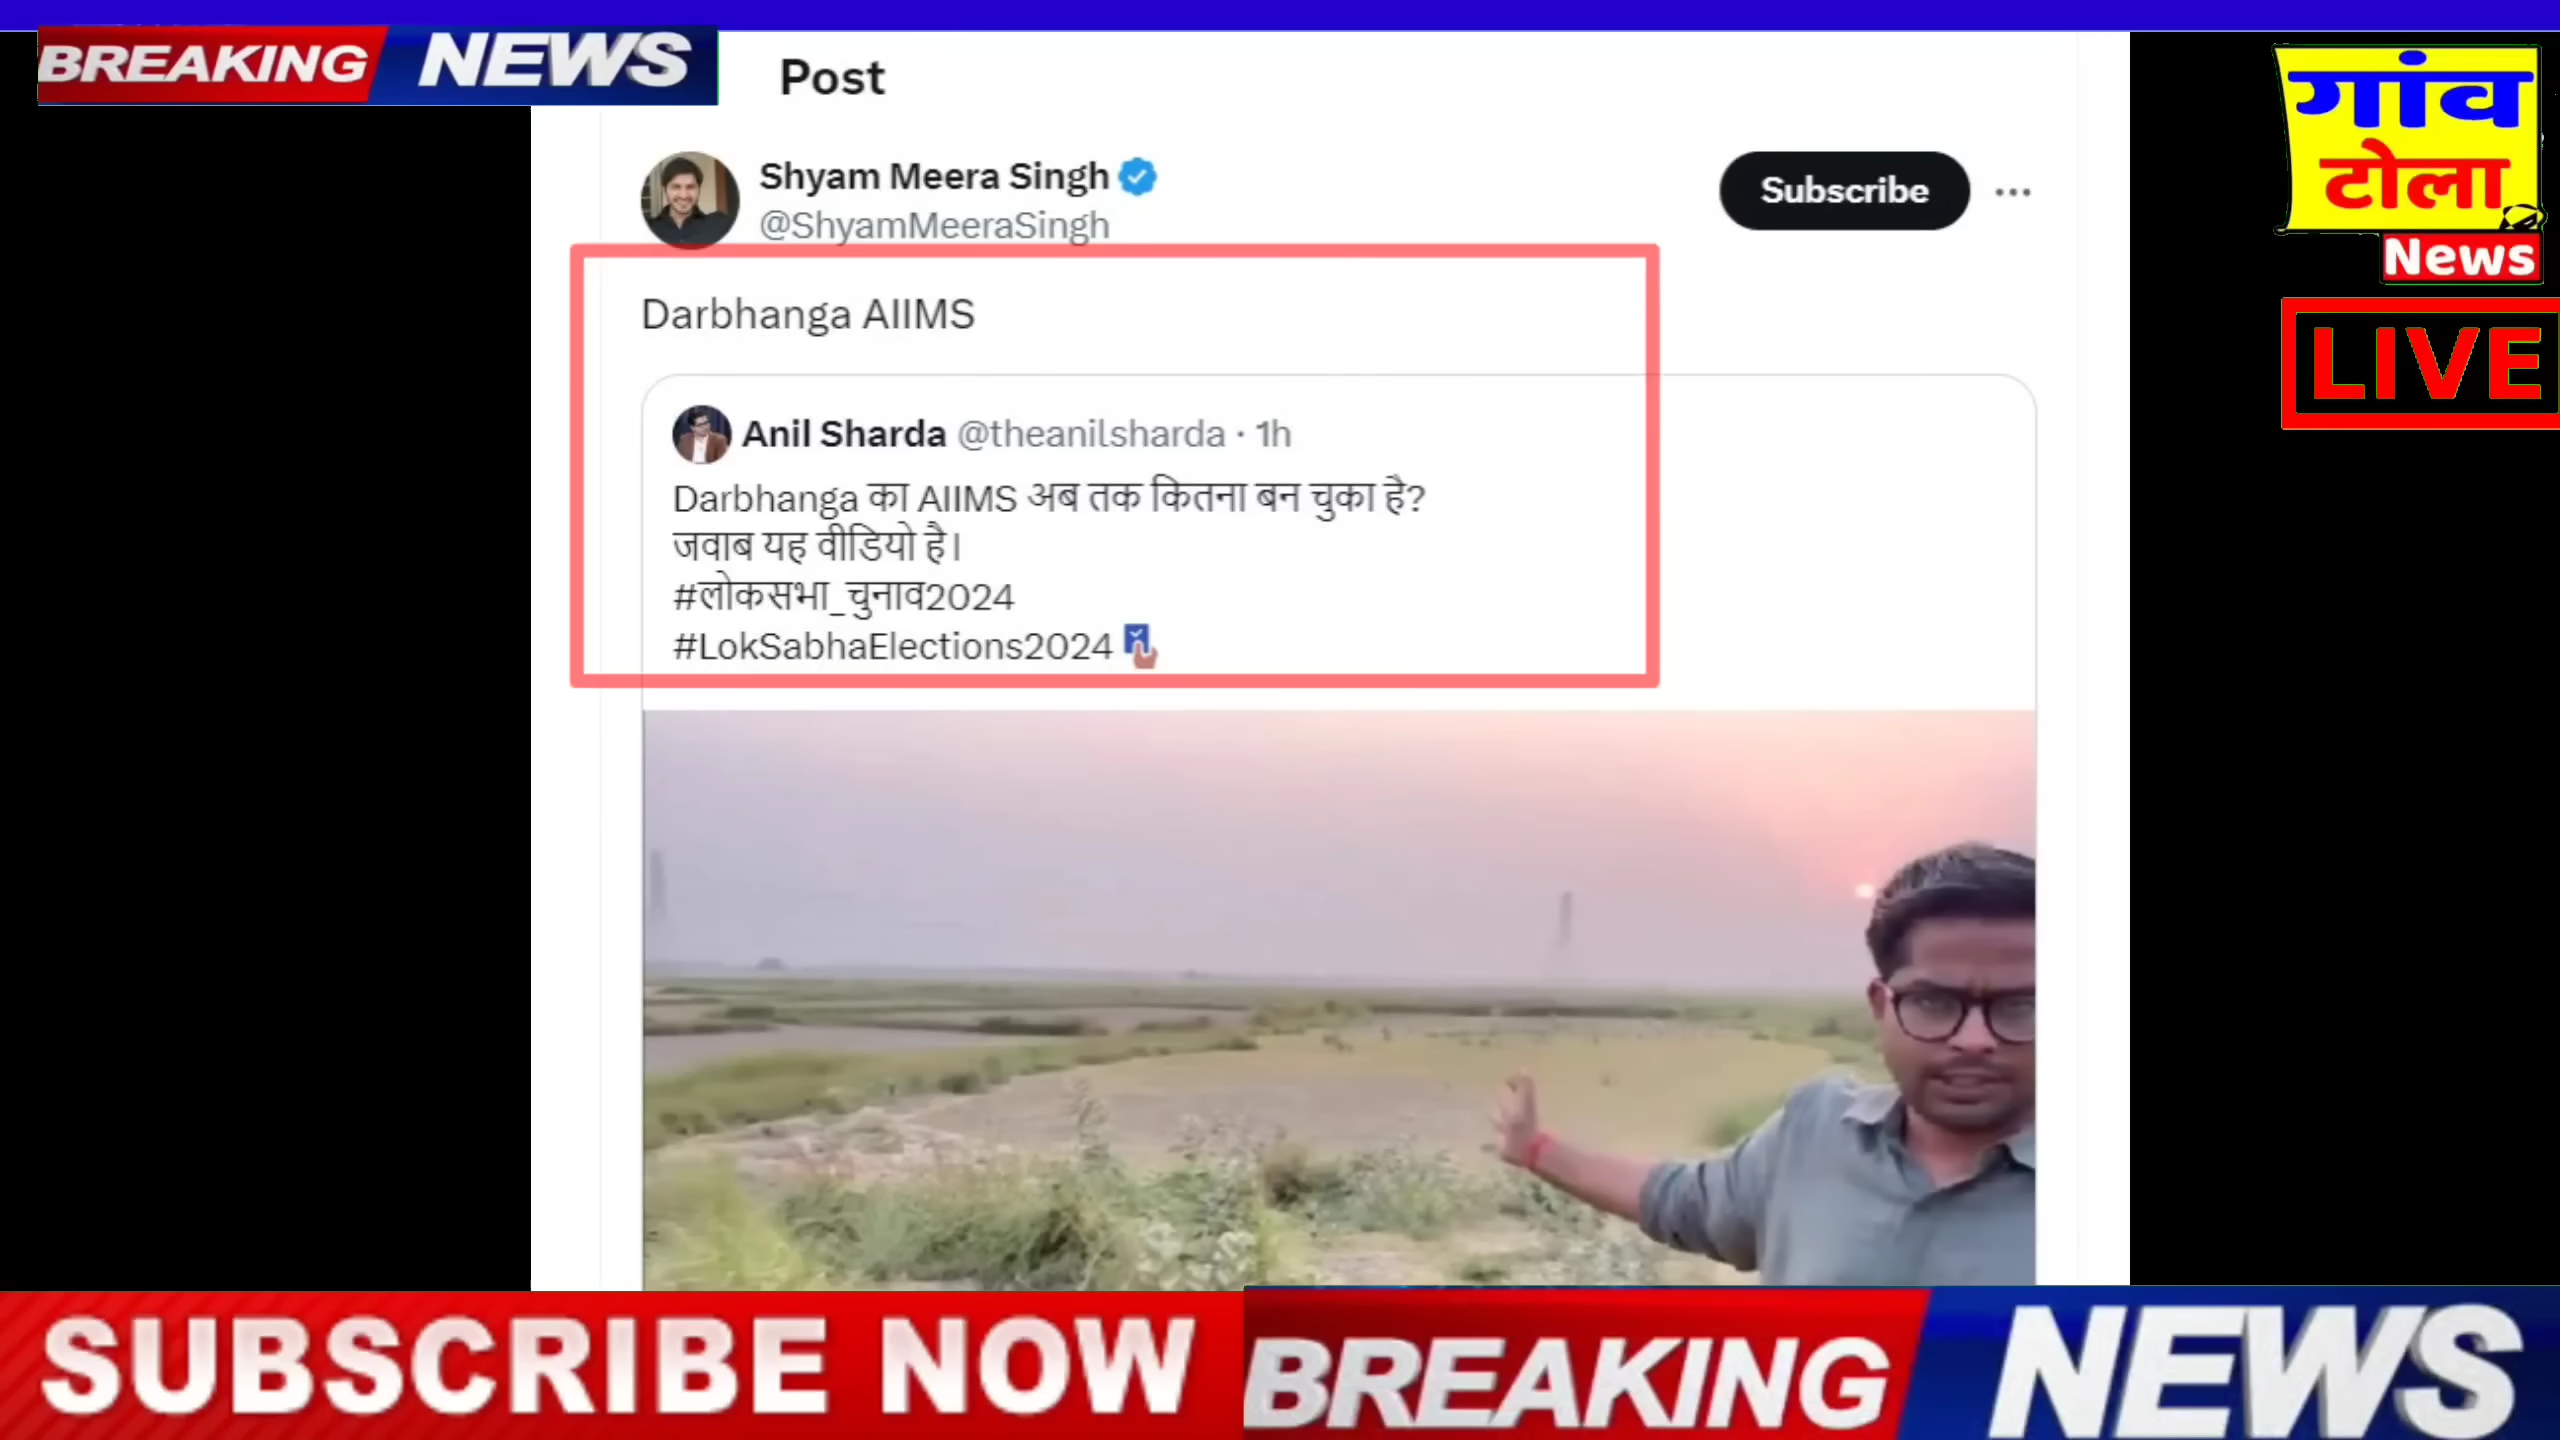 BREAKING NEWS
Post
गांव
टोला
News
LIVE
Shyam Meera Singh
@ShyamMeeraSingh
Subscribe
Darbhanga AIIMS
Anil Sharda @theanilsharda · 1h
Darbhanga का AIIMS अब तक कितना बन चुका है?
जवाब यह वीडियो है।
#लोकसभा_चुनाव2024
#LokSabhaElections2024
SUBSCRIBE NOW
BREAKING NEWS